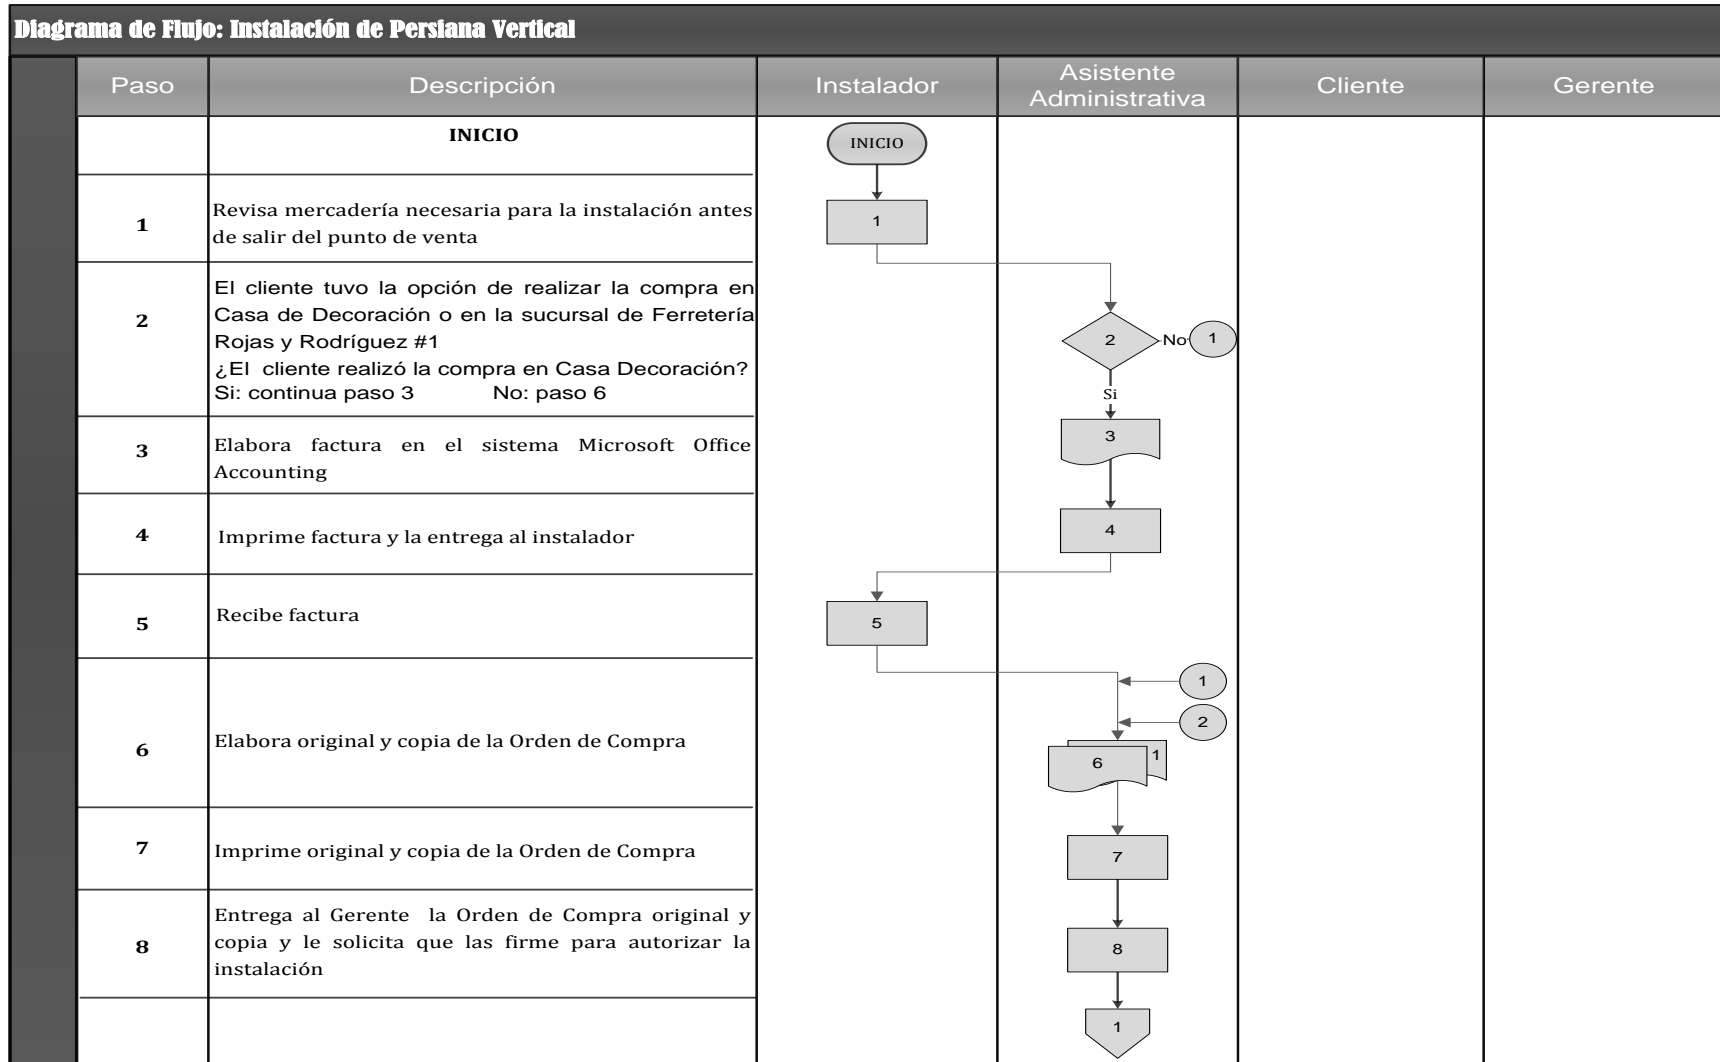 Diagrama de Flujo: Instalación de Persiana Vertical
Paso
Descripción
Instalador
Asistente
Administrativa
Cliente
Gerente
INICIO
INICIO
1
Revisa mercadería necesaria para la instalación antes
de salir del punto de venta
1
2
El cliente tuvo la opción de realizar la compra en
Casa de Decoración o en la sucursal de Ferretería
Rojas y Rodríguez #1
¿El cliente realizó la compra en Casa Decoración?
Si: continua paso 3 No: paso 6
2
No
1
Si
3
Elabora factura en el sistema Microsoft Office
Accounting
3
4
Imprime factura y la entrega al instalador
4
5
Recibe factura
5
1
2
6
Elabora original y copia de la Orden de Compra
6
1
7
Imprime original y copia de la Orden de Compra
7
8
Entrega al Gerente la Orden de Compra original y
copia y le solicita que las firme para autorizar la
instalación
8
1